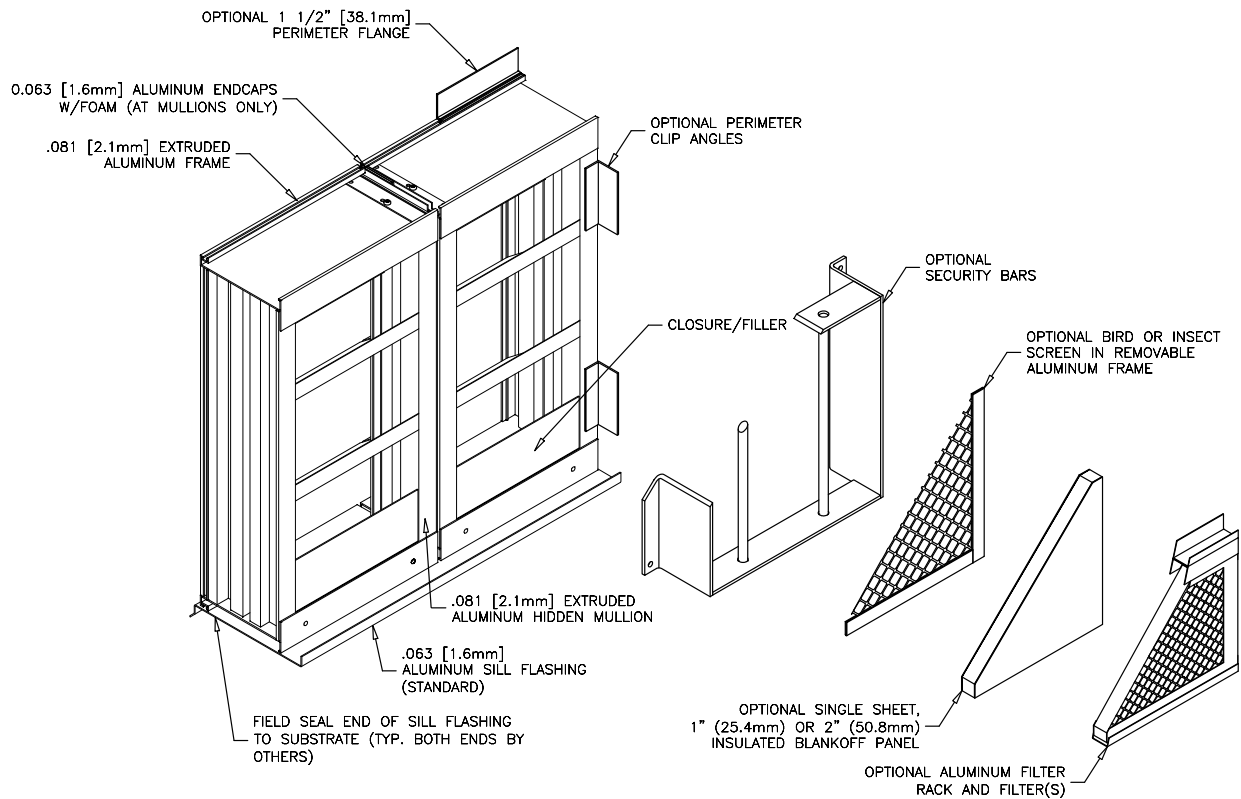 OPTIONAL 1 1/2" [38.1mm]
PERIMETER FLANGE
0.063 [1.6mm] ALUMINUM ENDCAPS
W/FOAM (AT MULLIONS ONLY)
.081 [2.1mm] EXTRUDED
ALUMINUM FRAME
OPTIONAL PERIMETER
CLIP ANGLES
OPTIONAL
SECURITY BARS
CLOSURE/FILLER
OPTIONAL BIRD OR INSECT
SCREEN IN REMOVABLE
ALUMINUM FRAME
.081 [2.1mm] EXTRUDED
ALUMINUM HIDDEN MULLION
.063 [1.6mm]
ALUMINUM SILL FLASHING
(STANDARD)
FIELD SEAL END OF SILL FLASHING
TO SUBSTRATE (TYP. BOTH ENDS BY
OTHERS)
OPTIONAL SINGLE SHEET,
1" (25.4mm) OR 2" (50.8mm)
INSULATED BLANKOFF PANEL
OPTIONAL ALUMINUM FILTER
RACK AND FILTER(S)